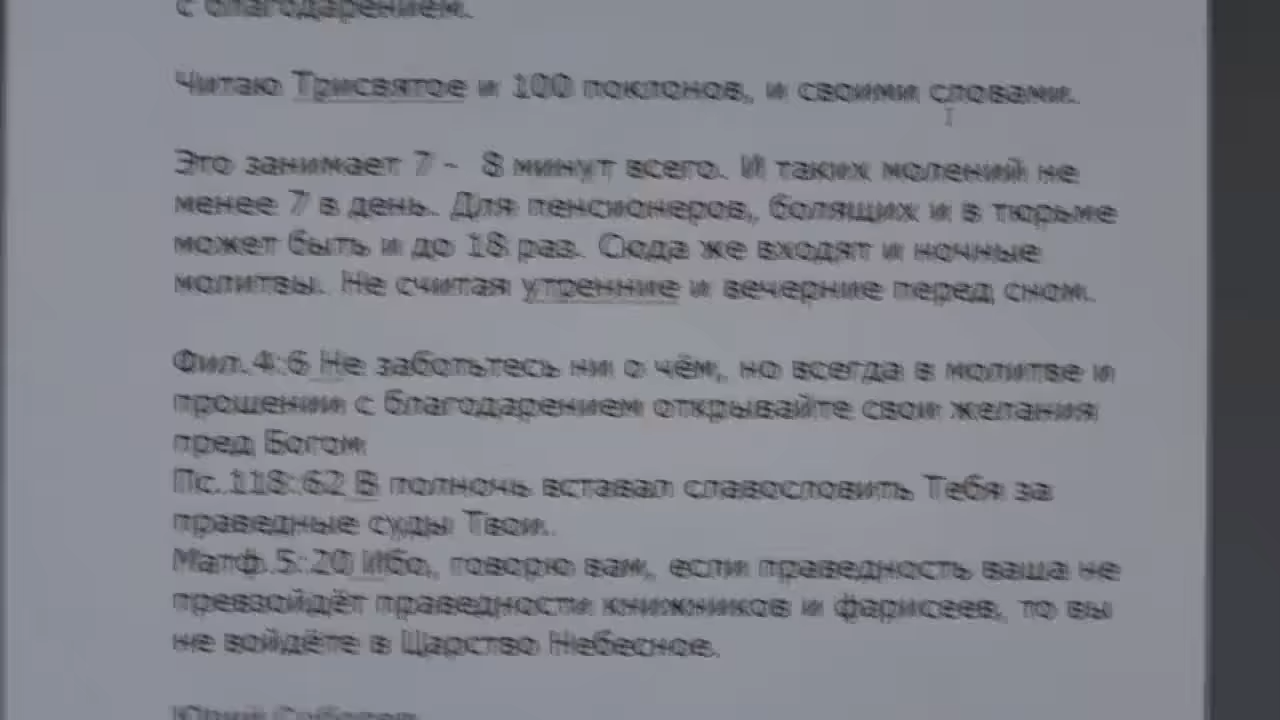 с благодарением.
Читаю Трисвятое и 100 поклонов, и своими словами.
Это занимает 7 - 8 минут всего. И таких молений не
менее 7 в день. Для пенсионеров, болящих и в тюрьме
может быть и до 18 раз. Сюда же входят и ночные
молитвы. Не считая утренние и вечерние перед сном.
Фил.4:6 Не заботьтесь ни о чём, но всегда в молитве и
прошении с благодарением открывайте свои желания
пред Богом
Пс.118:62 В полночь вставал славословить Тебя за
праведные суды Твои.
Матф.5:20 Ибо, говорю вам, если праведность ваша не
превзойдёт праведности книжников и фарисеев, то вы
не войдёте в Царство Небесное.
Юрий